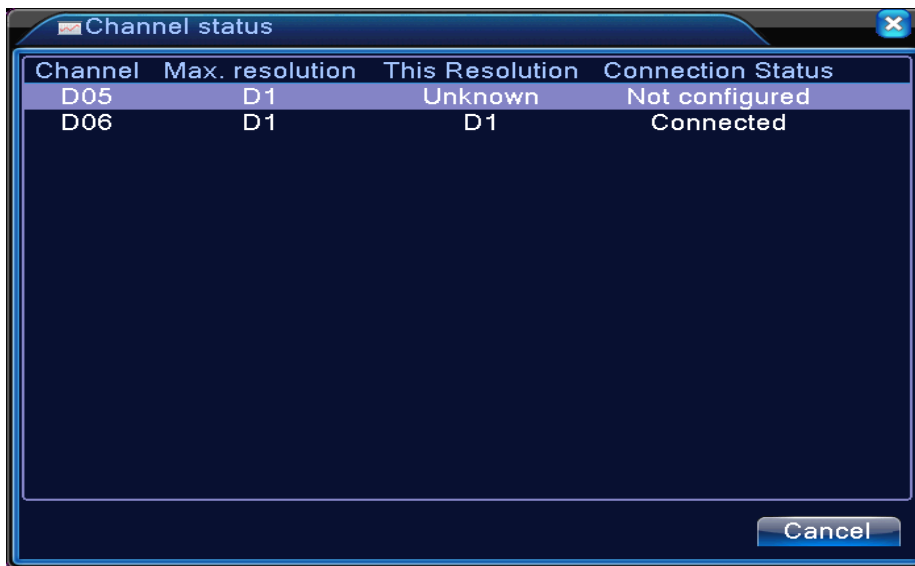 Channel status
Channel Max. resolution This Resolution Connection Status
D05 D1 Unknown Not configured
D06 D1 D1 Connected
Cancel